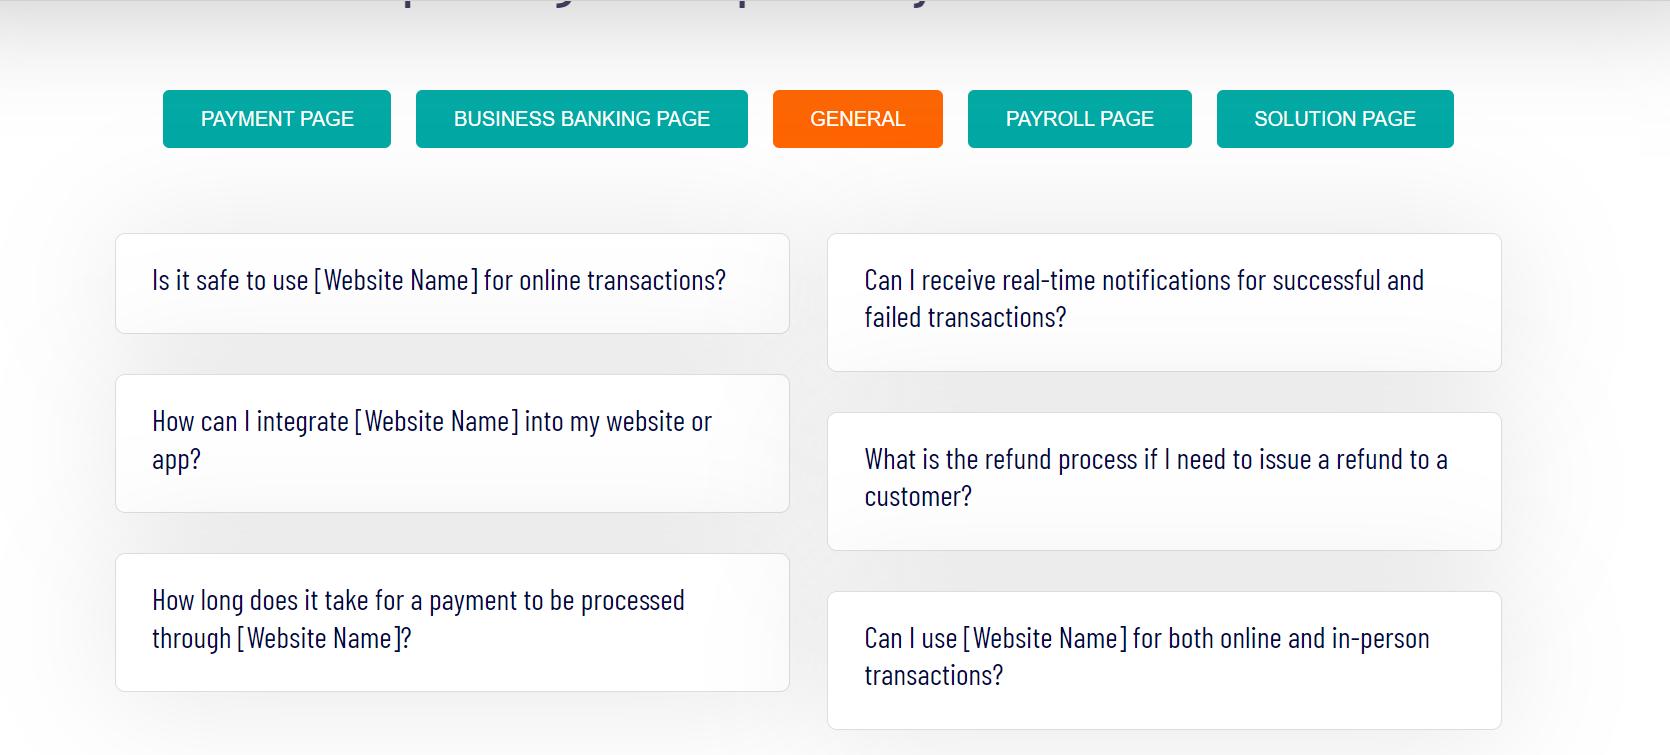 PAYMENT PAGE
BUSINESS BANKING PAGE
GENERAL
PAYROLL PAGE
SOLUTION PAGE
Is it safe to use [Website Name] for online transactions?
How can I integrate [Website Name] into my website or
app?
How long does it take for a payment to be processed
through [Website Name]?
Can I receive real-time notifications for successful and
failed transactions?
What is the refund process if I need to issue a refund to a
customer?
Can I use [Website Name] for both online and in-person
transactions?